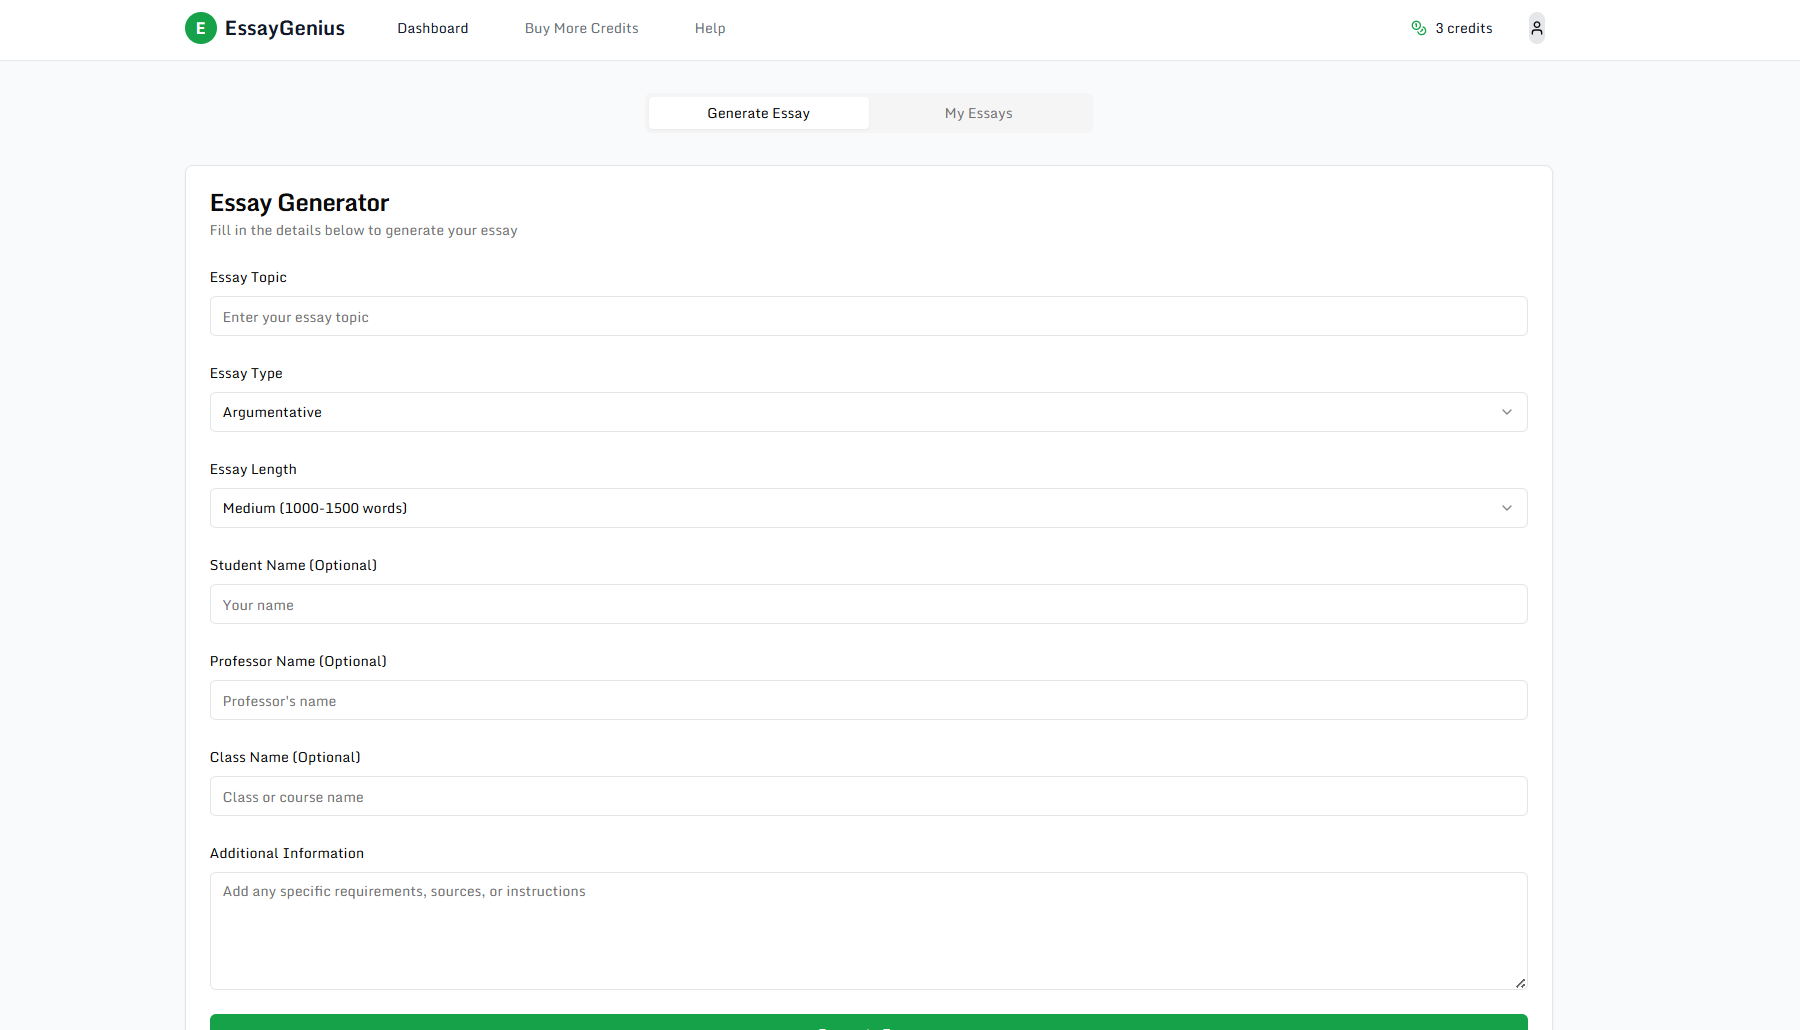 E EssayGenius Dashboard Buy More Credits Help 3 credits
Generate Essay My Essays
Essay Generator
Fill in the details below to generate your essay
Essay Topic
Enter your essay topic
Essay Type
Argumentative
Essay Length
Medium (1000-1500 words)
Student Name (Optional)
Your name
Professor Name (Optional)
Professor's name
Class Name (Optional)
Class or course name
Additional Information
Add any specific requirements, sources, or instructions